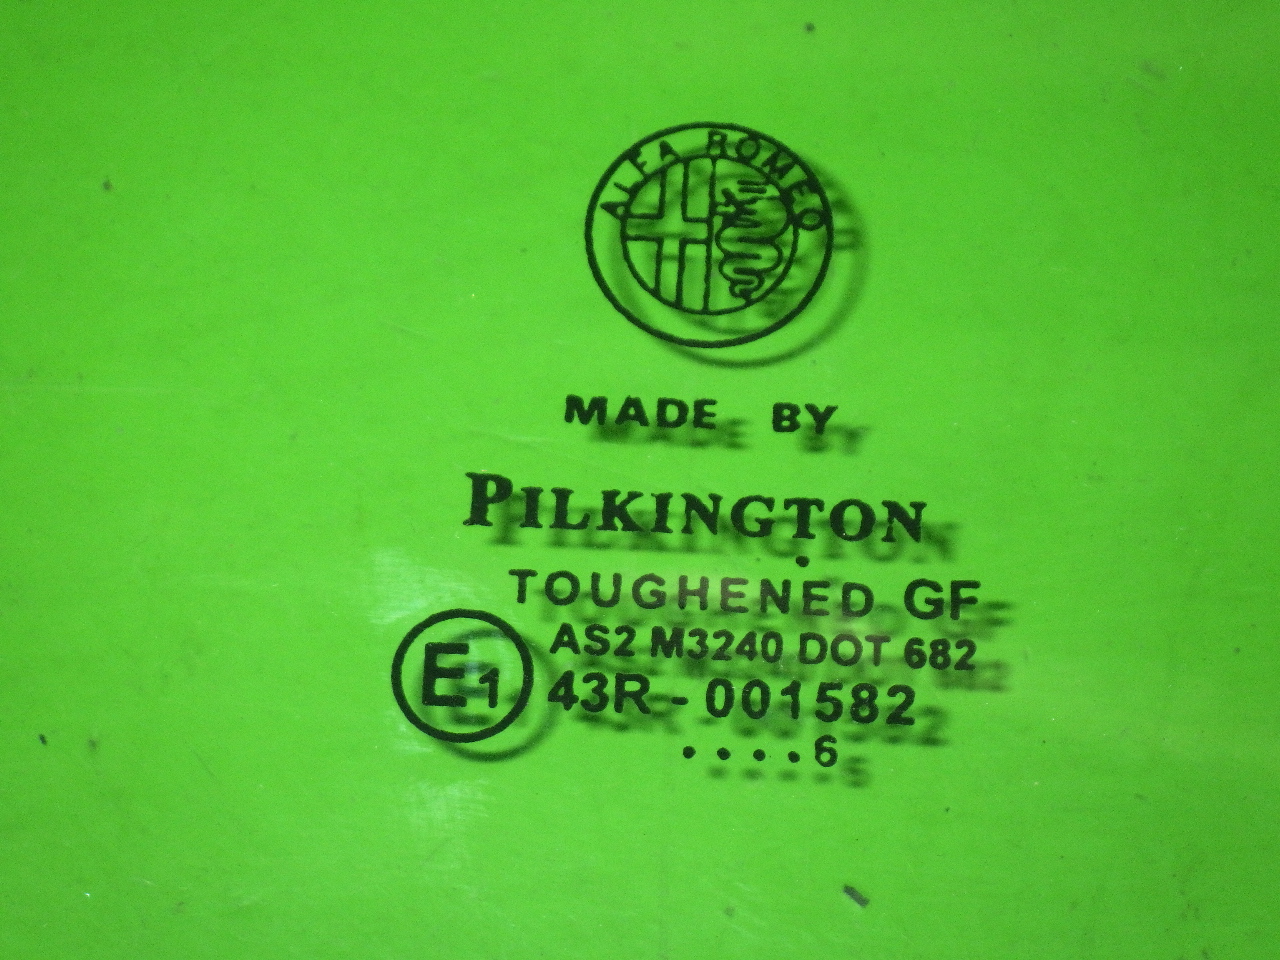 ALFA ROMEO
MADE BY
PILKINGTON
.
TOUGHENED GF
AS2 M3240 DOT 682
E1 43R - 001582
. . . . 6